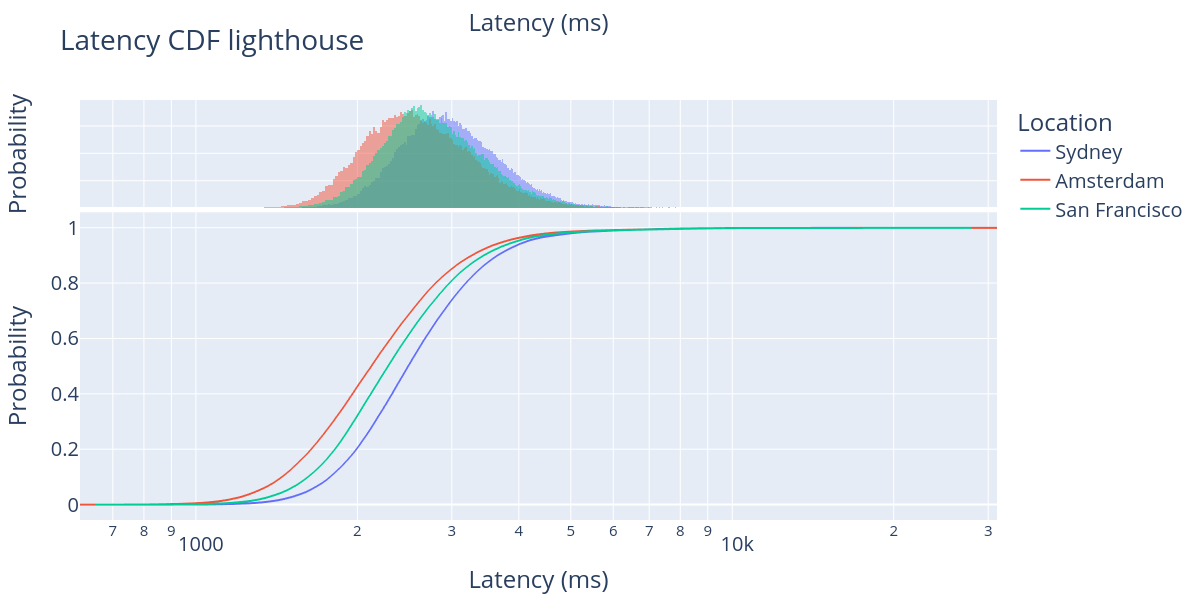 Latency (ms)
Latency CDF lighthouse
Probability
Location
Sydney
Amsterdam
San Francisco
Probability
1
0.8
0.6
0.4
0.2
0
7 8 9 2 3 4 5 6 7 8 9 2 3
1000 10k
Latency (ms)